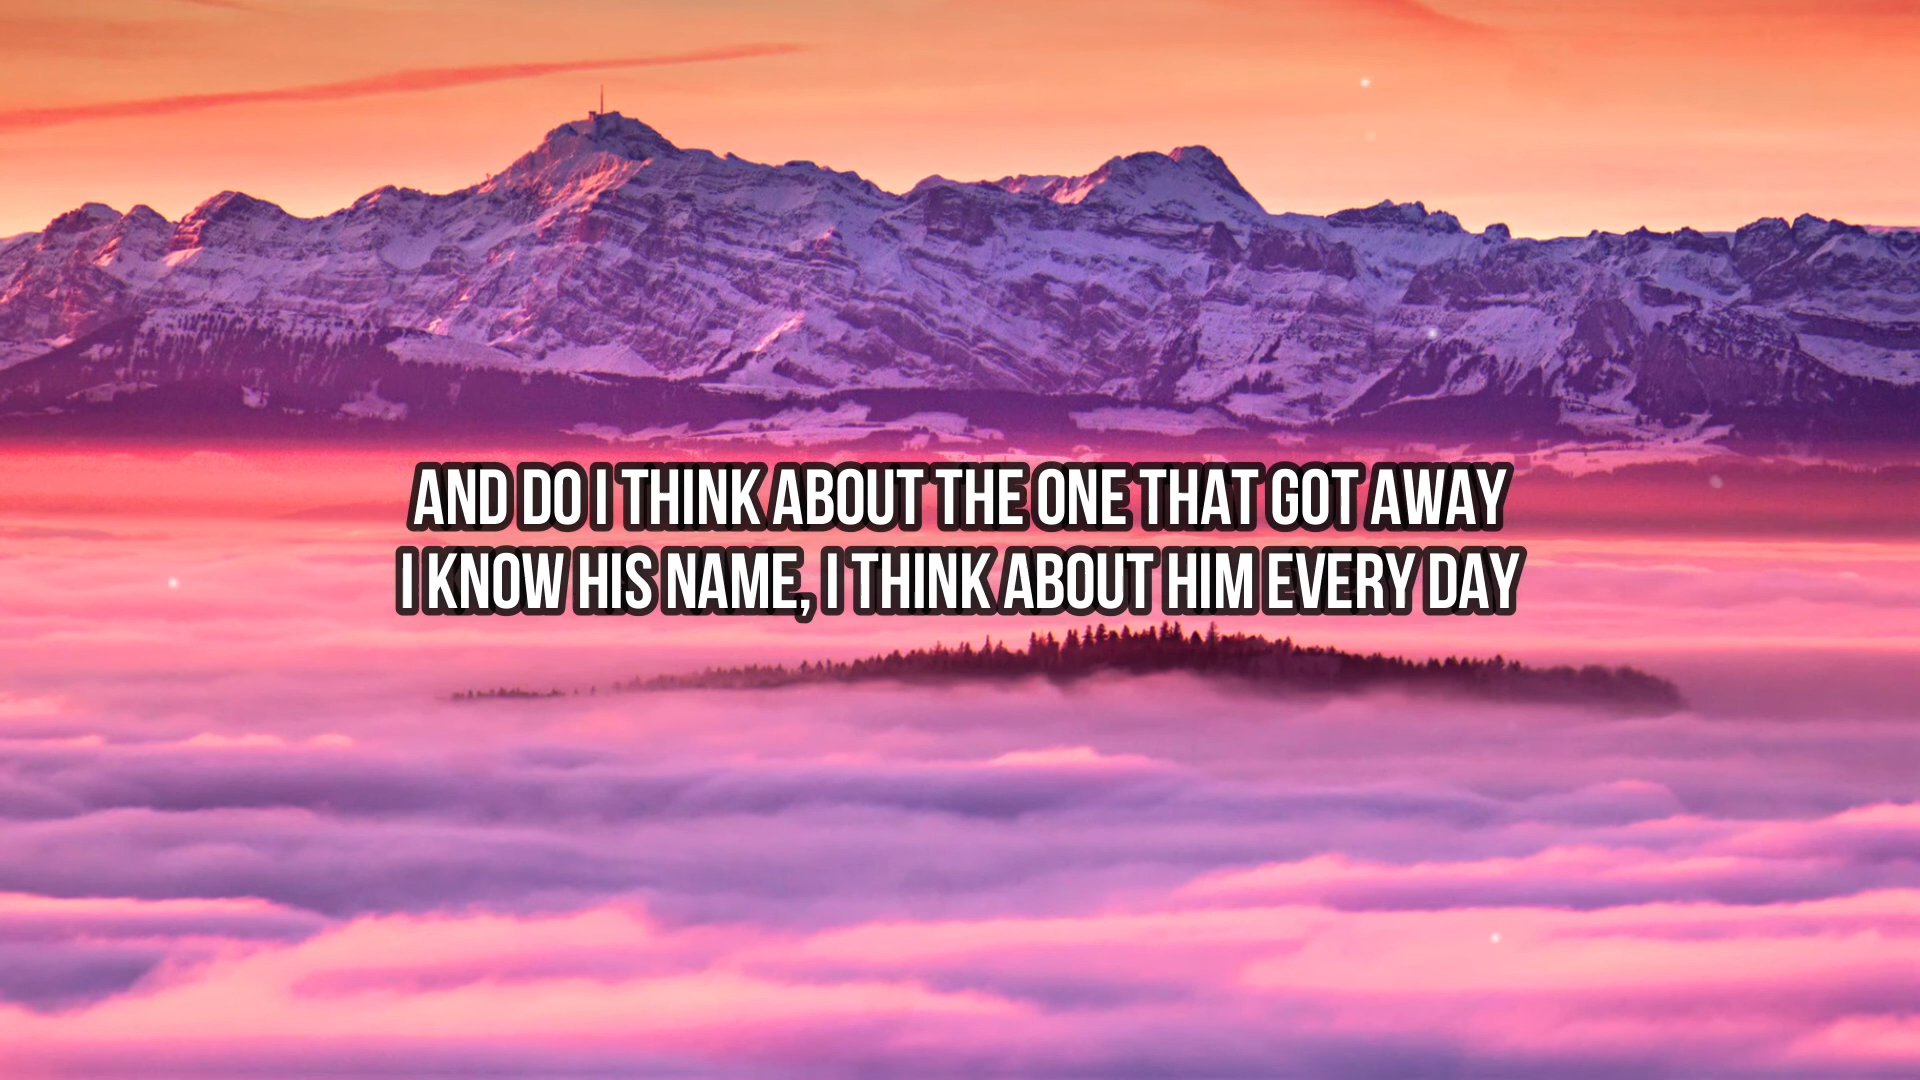 AND DO I THINK ABOUT THE ONE THAT GOT AWAY
I KNOW HIS NAME, I THINK ABOUT HIM EVERY DAY